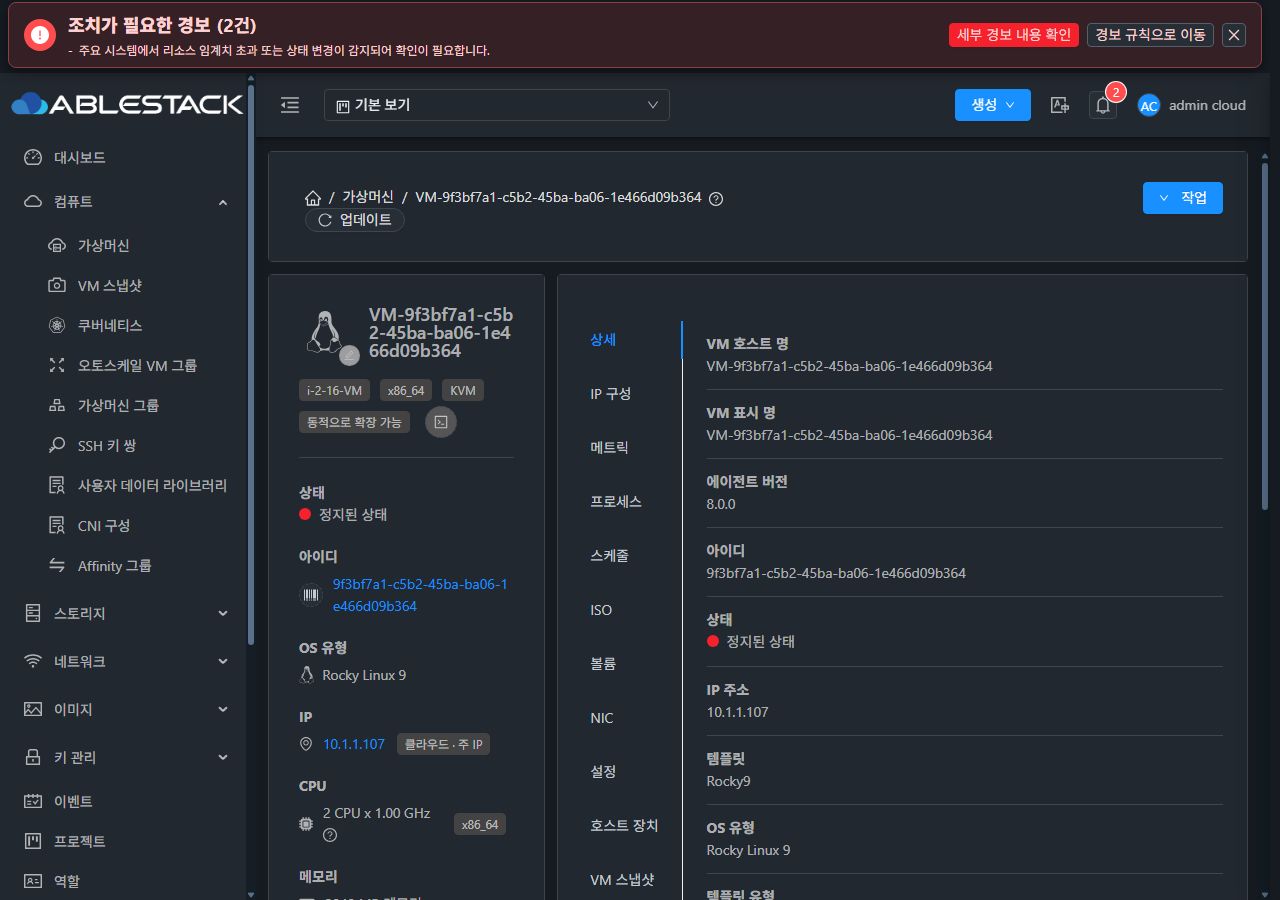 조치가 필요한 경보 (2건)
- 주요 시스템에서 리소스 임계치 초과 또는 상태 변경이 감지되어 확인이 필요합니다.
세부 경보 내용 확인
경보 규칙으로 이동
ABLESTACK
기본 보기
생성
2
AC
admin cloud
대시보드
컴퓨트
가상머신
VM 스냅샷
쿠버네티스
오토스케일 VM 그룹
가상머신 그룹
SSH 키 쌍
사용자 데이터 라이브러리
CNI 구성
Affinity 그룹
스토리지
네트워크
이미지
키 관리
이벤트
프로젝트
역할
/ 가상머신 / VM-9f3bf7a1-c5b2-45ba-ba06-1e466d09b364
업데이트
작업
VM-9f3bf7a1-c5b
2-45ba-ba06-1e4
66d09b364
i-2-16-VM
x86_64
KVM
동적으로 확장 가능
상태
정지된 상태
아이디
9f3bf7a1-c5b2-45ba-ba06-1
e466d09b364
OS 유형
Rocky Linux 9
IP
10.1.1.107
클라우드 · 주 IP
CPU
2 CPU x 1.00 GHz
x86_64
메모리
상세
IP 구성
메트릭
프로세스
스케줄
ISO
볼륨
NIC
설정
호스트 장치
VM 스냅샷
VM 호스트 명
VM-9f3bf7a1-c5b2-45ba-ba06-1e466d09b364
VM 표시 명
VM-9f3bf7a1-c5b2-45ba-ba06-1e466d09b364
에이전트 버전
8.0.0
아이디
9f3bf7a1-c5b2-45ba-ba06-1e466d09b364
상태
정지된 상태
IP 주소
10.1.1.107
템플릿
Rocky9
OS 유형
Rocky Linux 9
템플릿 유형